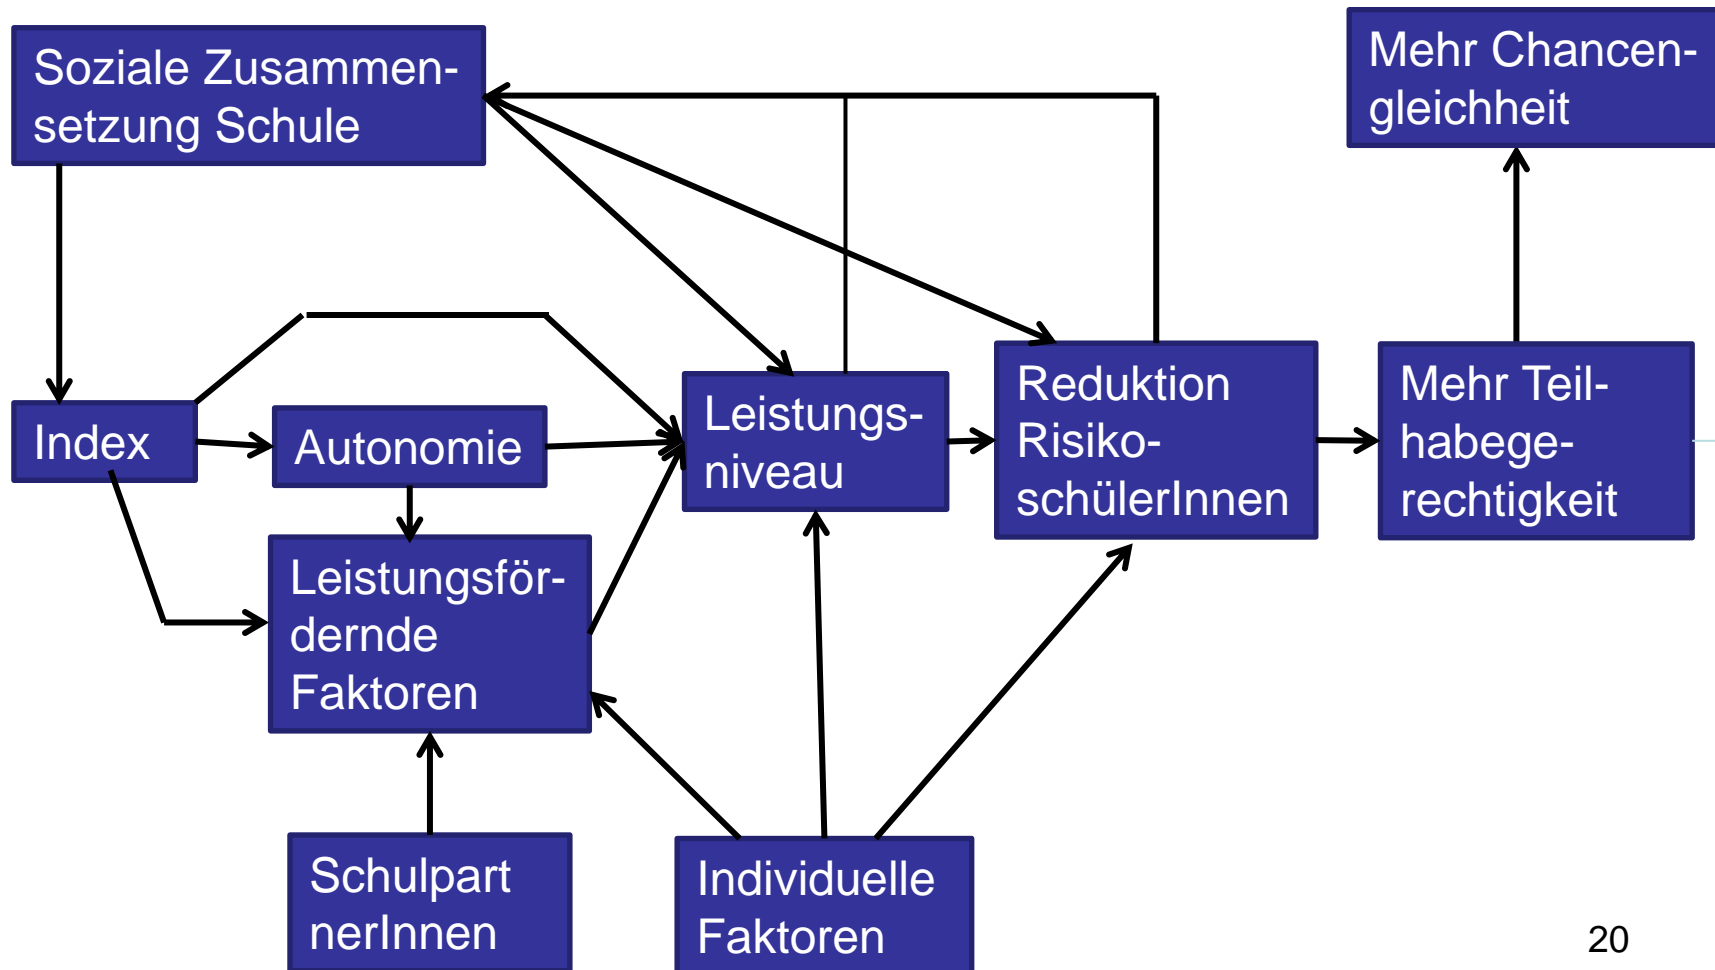 Soziale Zusammen-
setzung Schule
Mehr Chancen-
gleichheit
Index
Autonomie
Leistungs-
niveau
Reduktion
Risiko-
schülerInnen
Mehr Teil-
habege-
rechtigkeit
Leistungsför-
dernde
Faktoren
Schulpart
nerInnen
Individuelle
Faktoren
20